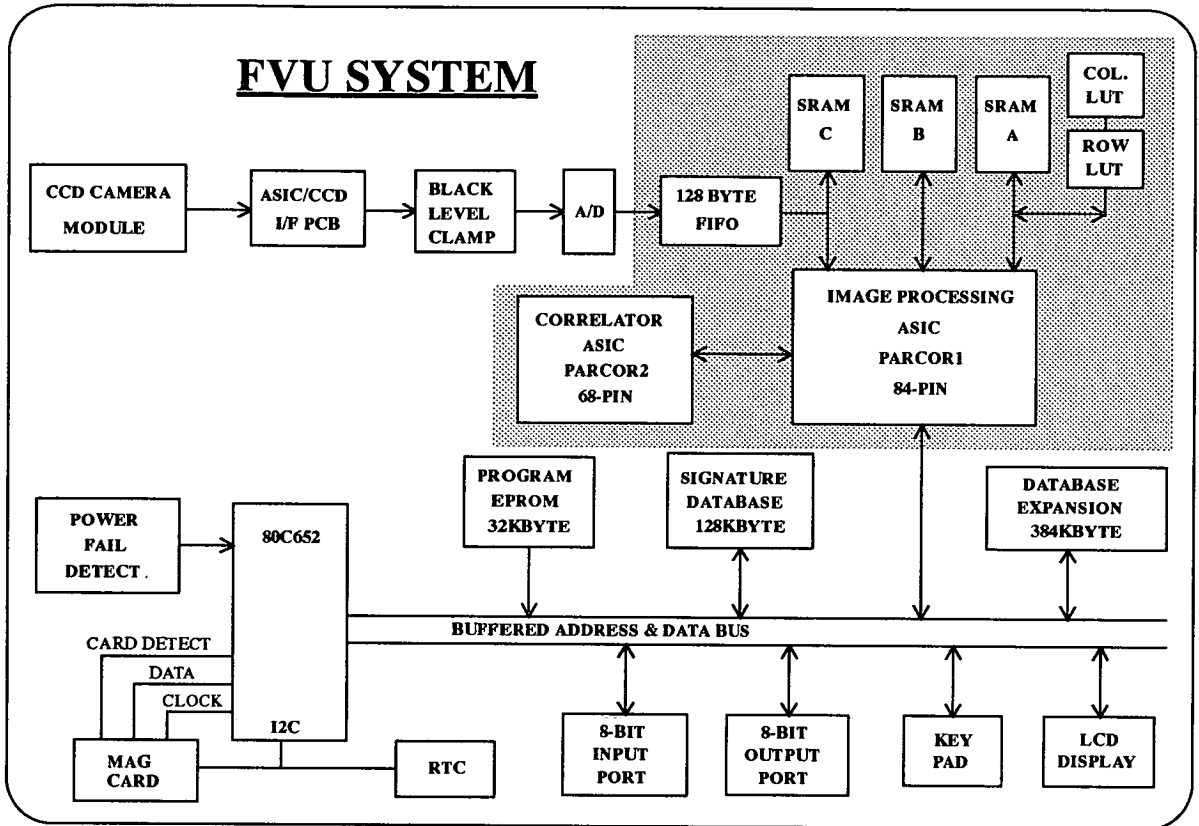 FVU SYSTEM
CCD CAMERA
MODULE
ASIC/CCD
I/F PCB
BLACK
LEVEL
CLAMP
A/D
128 BYTE
FIFO
SRAM
C
SRAM
B
SRAM
A
COL.
LUT
ROW
LUT
CORRELATOR
ASIC
PARCOR2
68-PIN
IMAGE PROCESSING
ASIC
PARCOR1
84-PIN
POWER
FAIL
DETECT .
80C652
I2C
PROGRAM
EPROM
32KBYTE
SIGNATURE
DATABASE
128KBYTE
DATABASE
EXPANSION
384KBYTE
BUFFERED ADDRESS & DATA BUS
CARD DETECT
DATA
CLOCK
MAG
CARD
RTC
8-BIT
INPUT
PORT
8-BIT
OUTPUT
PORT
KEY
PAD
LCD
DISPLAY